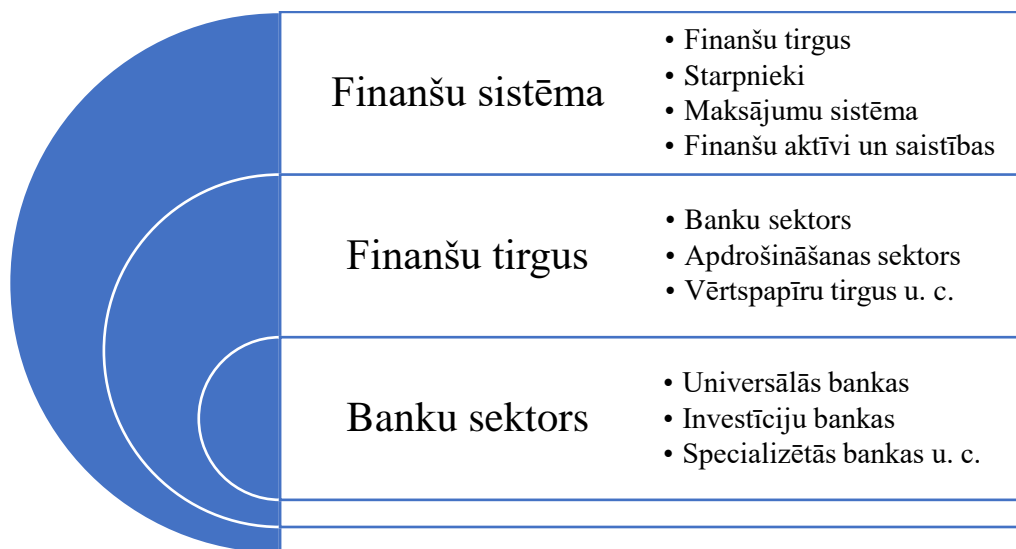 Finanšu sistēma
• Finanšu tirgus
• Starpnieki
• Maksājumu sistēma
• Finanšu aktīvi un saistības
Finanšu tirgus
• Banku sektors
• Apdrošināšanas sektors
• Vērtspapīru tirgus u. c.
Banku sektors
• Universālās bankas
• Investīciju bankas
• Specializētās bankas u. c.